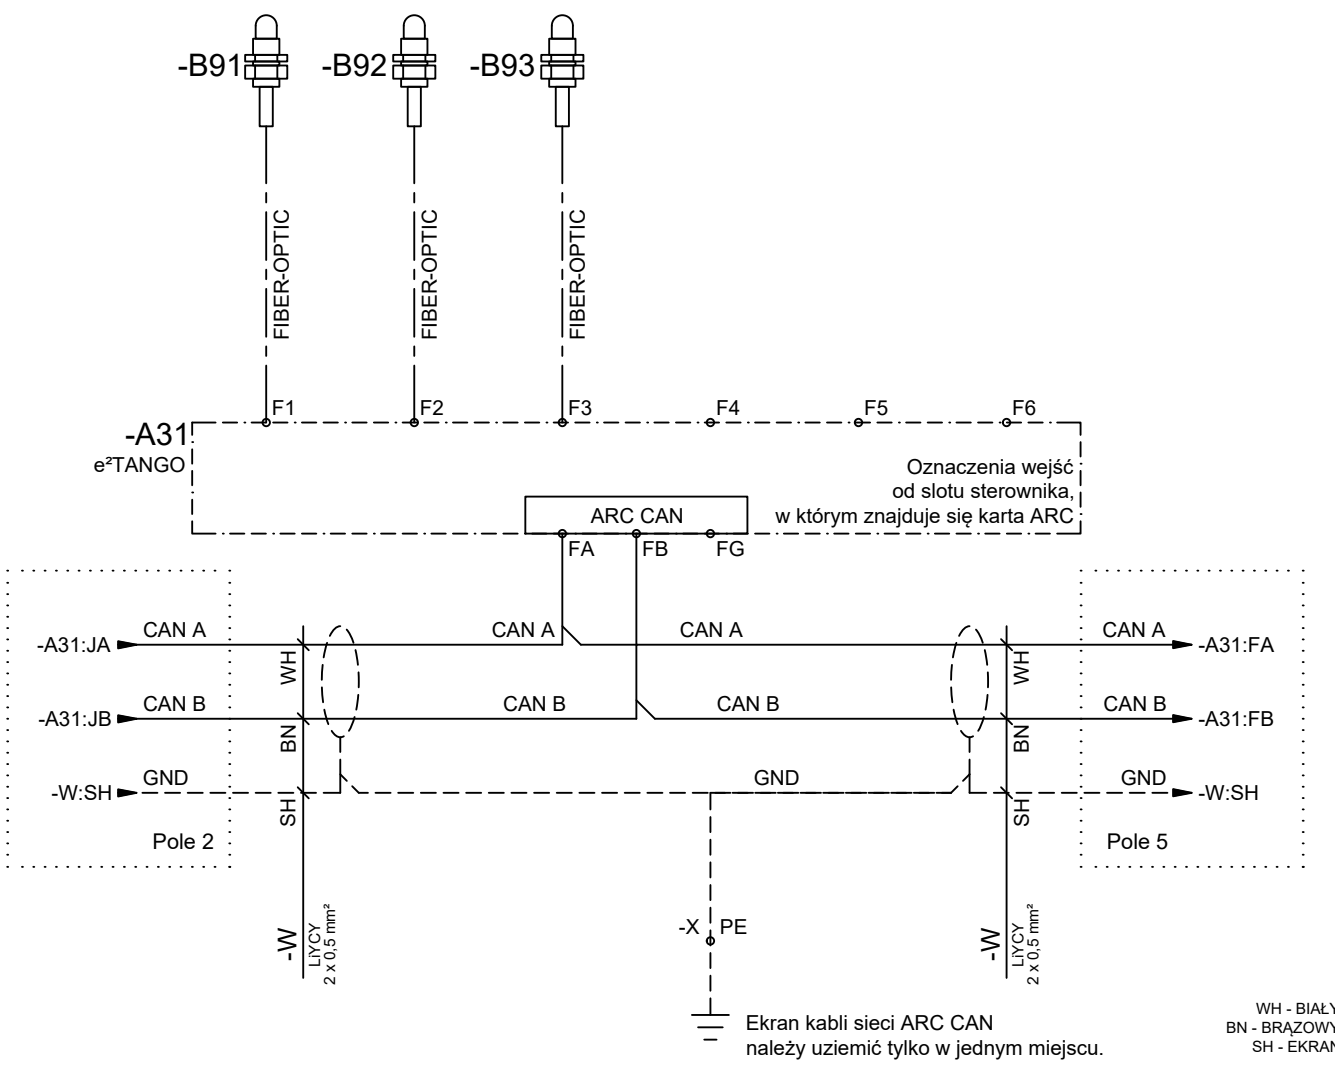 -B91
-B92
-B93
FIBER-OPTIC
FIBER-OPTIC
FIBER-OPTIC
F1
F2
F3
F4
F5
F6
-A31
e²TANGO
Oznaczenia wejść
od slotu sterownika,
w którym znajduje się karta ARC
ARC CAN
FA
FB
FG
-A31:JA
CAN A
CAN A
CAN A
CAN A
-A31:FA
WH
WH
-A31:JB
CAN B
CAN B
CAN B
CAN B
-A31:FB
BN
BN
-W:SH
GND
GND
GND
-W:SH
SH
SH
Pole 2
Pole 5
-W
LiYCY
2 x 0,5 mm²
-X
PE
-W
LiYCY
2 x 0,5 mm²
Ekran kabli sieci ARC CAN
należy uziemić tylko w jednym miejscu.
WH - BIAŁY
BN - BRĄZOWY
SH - EKRAN